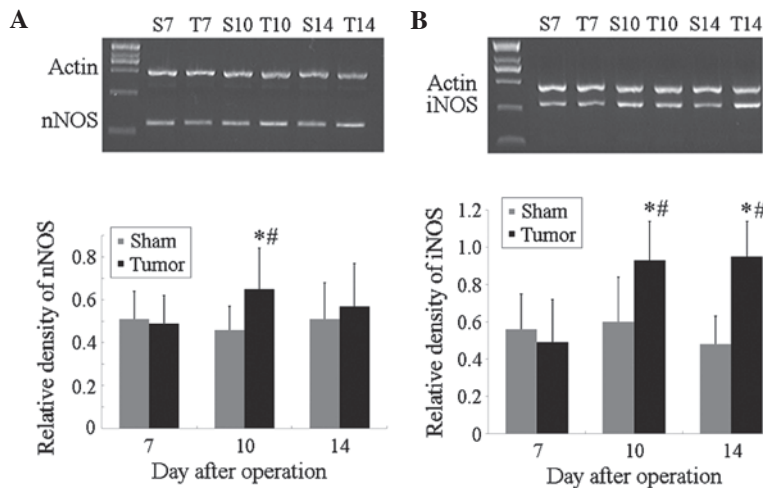 A
S7 T7 S10 T10 S14 T14
Actin
nNOS
Relative density of nNOS
0.8
0.6
0.4
0.2
0
Sham
Tumor
*#
7 10 14
Day after operation
B
S7 T7 S10 T10 S14 T14
Actin
iNOS
Relative density of iNOS
1.2
1.0
0.8
0.6
0.4
0.2
0
Sham
Tumor
*# *#
7 10 14
Day after operation